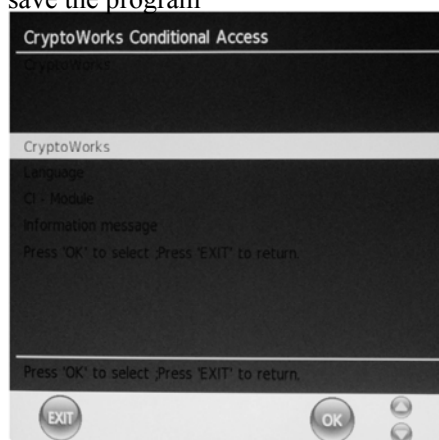 save the program
CryptoWorks Conditional Access
CryptoWorks
CryptoWorks
Language
CI - Module
Information message
Press 'OK' to select ;Press 'EXIT' to return.
Press 'OK' to select ;Press 'EXIT' to return.
EXIT OK